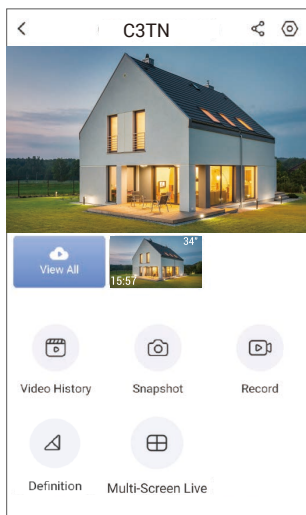 C3TN
View All
34"
15:57
Video History
Snapshot
Record
Definition
Multi-Screen Live